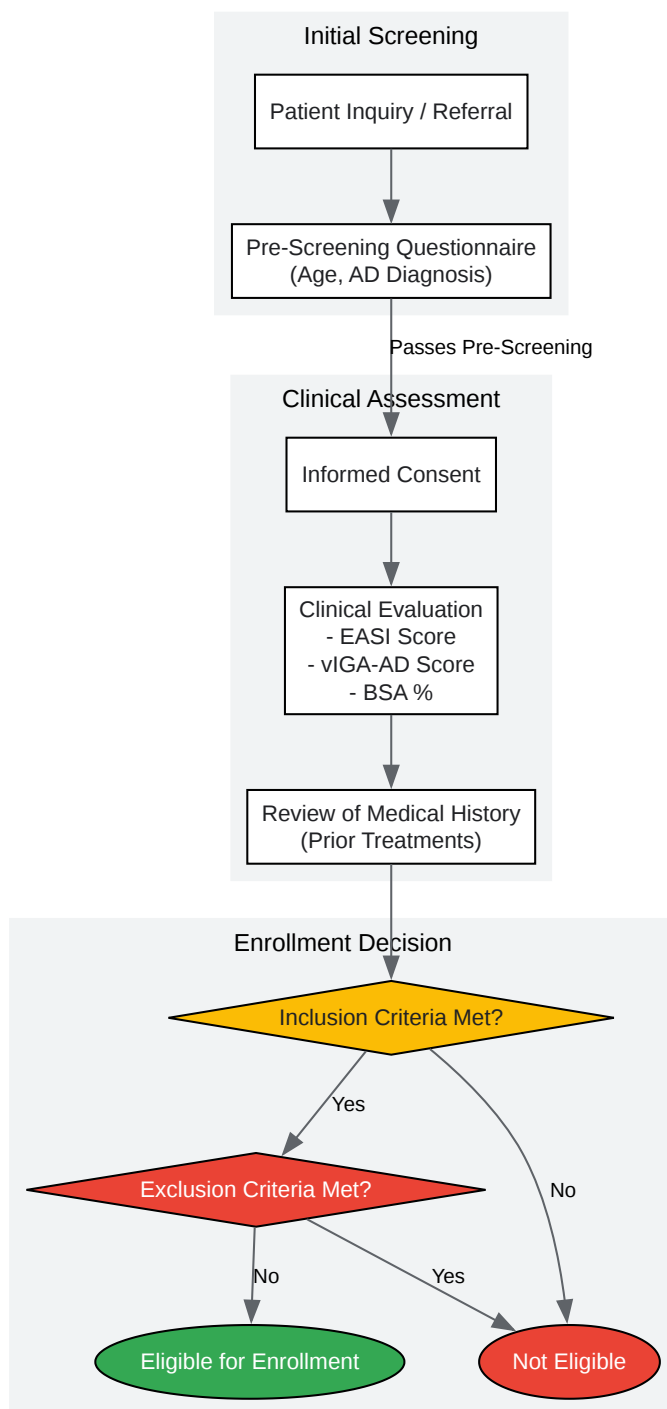 Initial Screening
Patient Inquiry / Referral
Pre-Screening Questionnaire
(Age, AD Diagnosis)
Passes Pre-Screening
Clinical Assessment
Informed Consent
Clinical Evaluation
- EASI Score
- vIGA-AD Score
- BSA %
Review of Medical History
(Prior Treatments)
Enrollment Decision
Inclusion Criteria Met?
Yes
Exclusion Criteria Met?
No
No
Yes
Eligible for Enrollment
Not Eligible